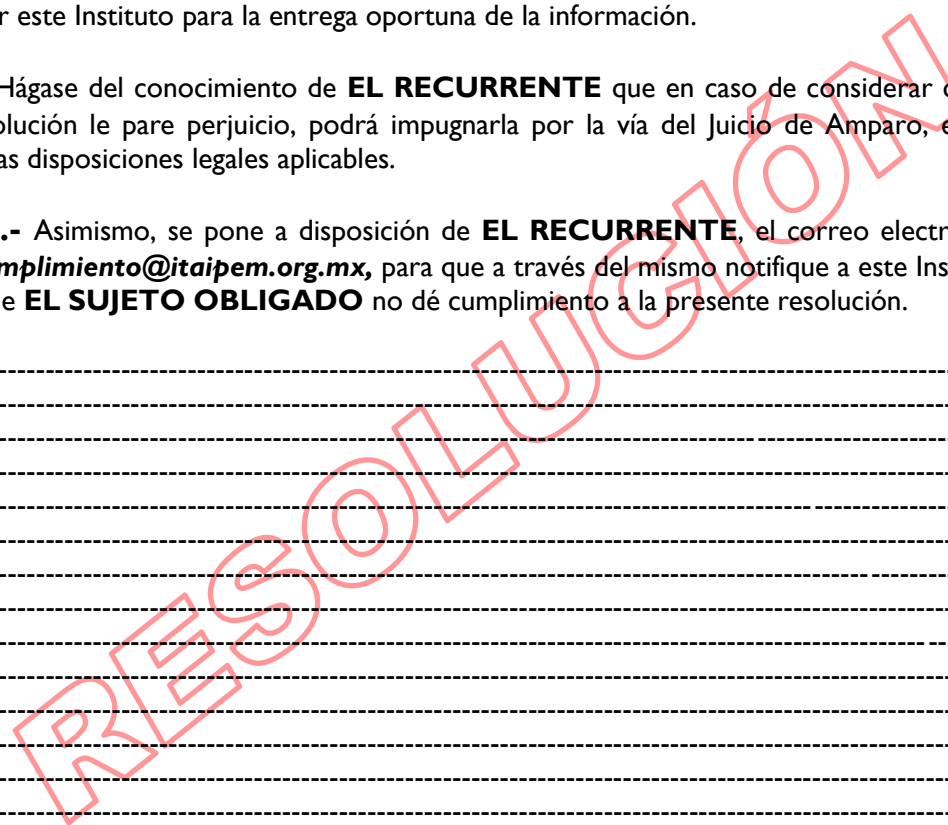 r este Instituto para la entrega oportuna de la información.
Hágase del conocimiento de EL RECURRENTE que en caso de considerar
olución le pare perjuicio, podrá impugnarla por la vía del Juicio de Amparo, e
as disposiciones legales aplicables.
.- Asimismo, se pone a disposición de EL RECURRENTE, el correo electr
mplimiento@itaipem.org.mx, para que a través del mismo notifique a este Ins
e EL SUJETO OBLIGADO no dé cumplimiento a la presente resolución.
RESOLUCIÓN